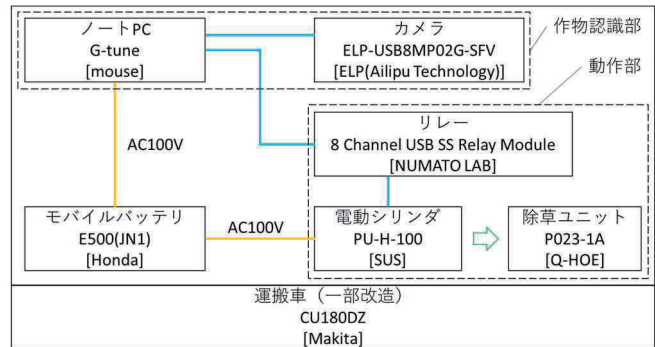 ノートPC
G-tune
[mouse]
カメラ
ELP-USB8MP02G-SFV
[ELP(Ailipu Technology)]
作物認識部
動作部
リレー
8 Channel USB SS Relay Module
[NUMATO LAB]
AC100V
モバイルバッテリ
E500(JN1)
[Honda]
AC100V
電動シリンダ
PU-H-100
[SUS]
除草ユニット
P023-1A
[Q-HOE]
運搬車（一部改造）
CU180DZ
[Makita]